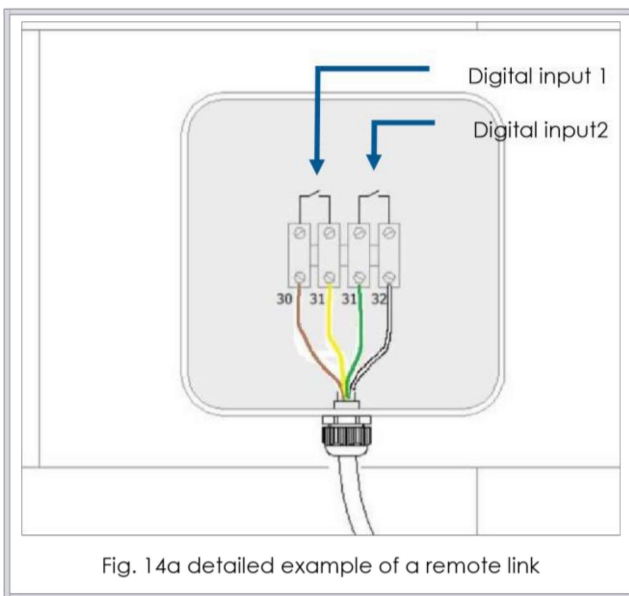 Digital input 1
Digital input2
30 31 31 32
Fig. 14a detailed example of a remote link